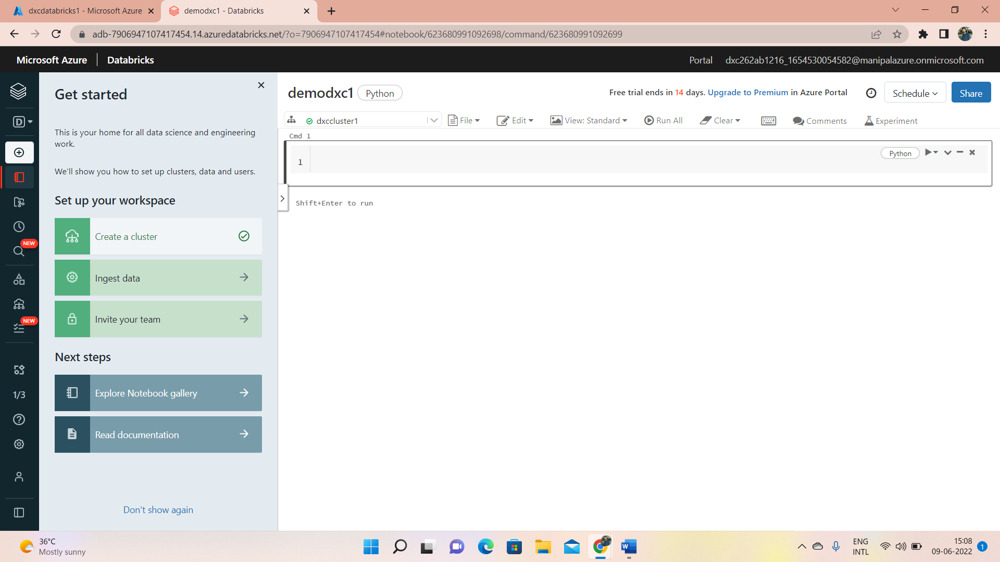 dxcdatabricks1 - Microsoft Azure
demodxc1 - Databricks
adb-7906947107417454.14.azuredatabricks.net/?o=7906947107417454#notebook/623680991092698/command/623680991092699
Microsoft Azure
Databricks
Portal
dxc262ab1216_1654530054582@manipalazure.onmicrosoft.com
D
NEW
NEW
1/3
Get started
This is your home for all data science and engineering
work.
We'll show you how to set up clusters, data and users.
Set up your workspace
Create a cluster
Ingest data
Invite your team
Next steps
Explore Notebook gallery
Read documentation
Don't show again
demodxc1
Python
Free trial ends in 14 days. Upgrade to Premium in Azure Portal
Schedule
Share
dxccluster1
File
Edit
View: Standard
Run All
Clear
Comments
Experiment
Cmd 1
1
Python
Shift+Enter to run
36°C
Mostly sunny
W
ENG
INTL
15:08
09-06-2022
1